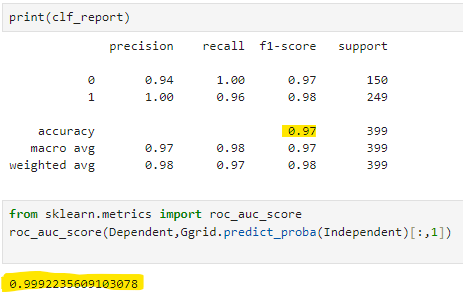 print(clf_report)
precision recall f1-score support
0 0.94 1.00 0.97 150
1 1.00 0.96 0.98 249
accuracy 0.97 399
macro avg 0.97 0.98 0.97 399
weighted avg 0.98 0.97 0.98 399
from sklearn.metrics import roc_auc_score
roc_auc_score(Dependent,Ggrid.predict_proba(Independent)[:,1])
0.9992235609103078